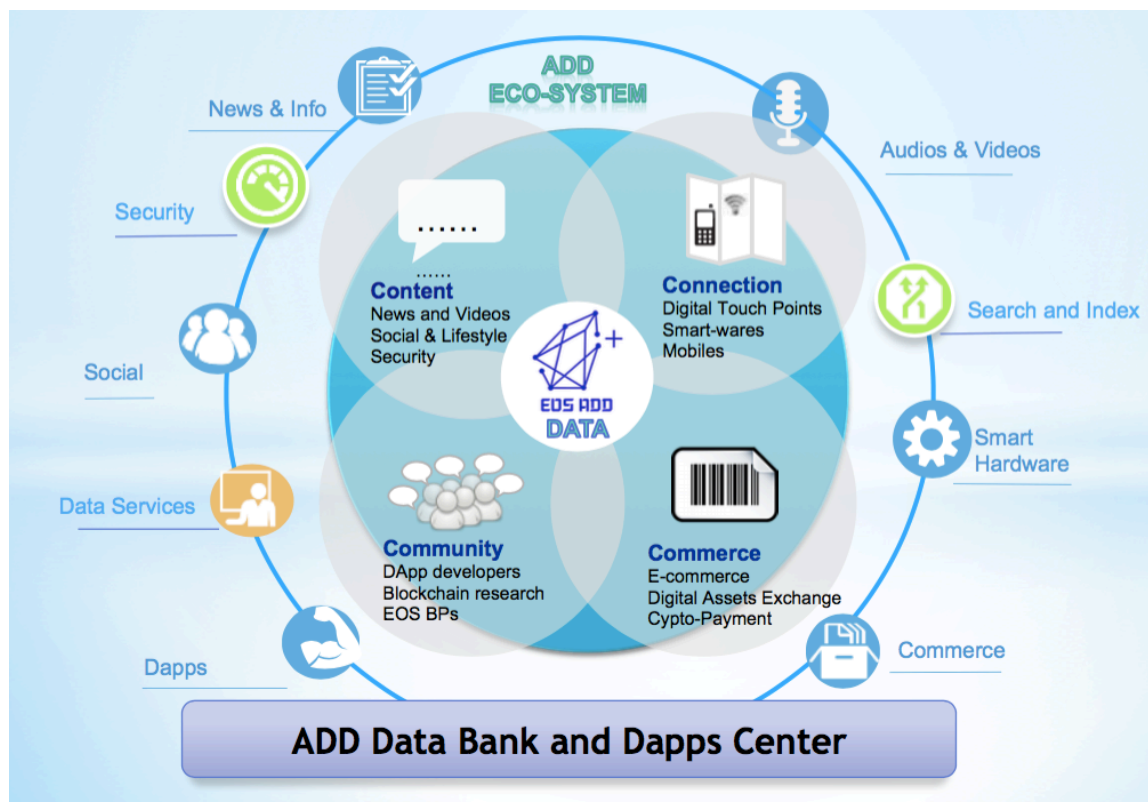 ADD
ECO-SYSTEM
News & Info
Audios & Videos
Security
......
......
Content
News and Videos
Social & Lifestyle
Security
Connection
Digital Touch Points
Smart-wares
Mobiles
Search and Index
EOS ADD
DATA
Social
Smart
Hardware
Data Services
Community
DApp developers
Blockchain research
EOS BPs
Commerce
E-commerce
Digital Assets Exchange
Cypto-Payment
Dapps
Commerce
ADD Data Bank and Dapps Center